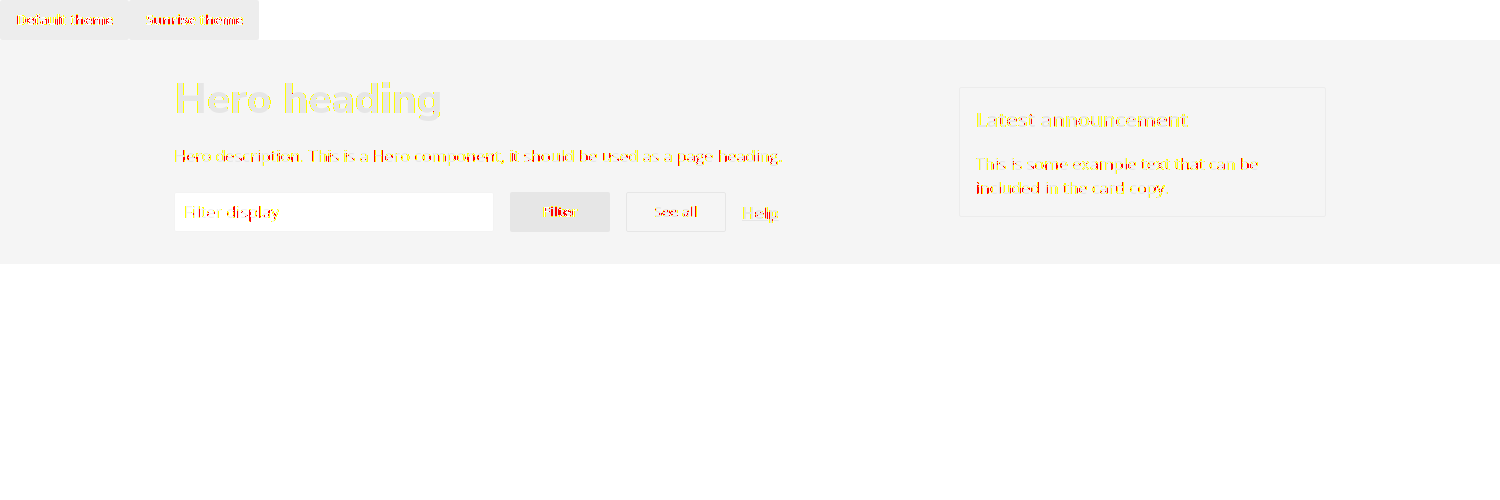 Default theme
Sunrise theme
Hero heading
Hero description. This is a Hero component, it should be used as a page heading.
Filter display
Filter
See all
Help
Latest announcement
This is some example text that can be
included in the card copy.